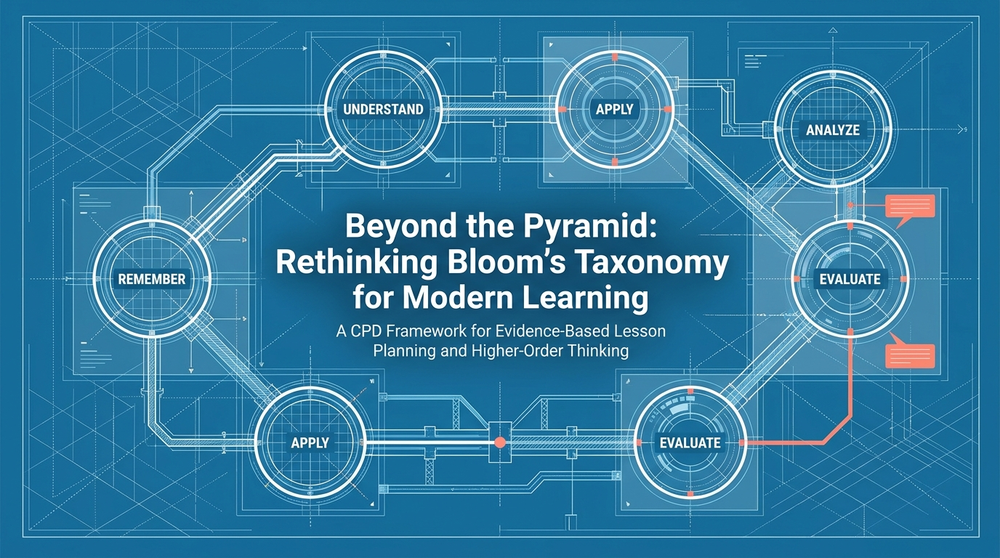 UNDERSTAND
APPLY
ANALYZE
Beyond the Pyramid:
Rethinking Bloom's Taxonomy
for Modern Learning
A CPD Framework for Evidence-Based Lesson
Planning and Higher-Order Thinking
REMEMBER
EVALUATE
APPLY
EVALUATE